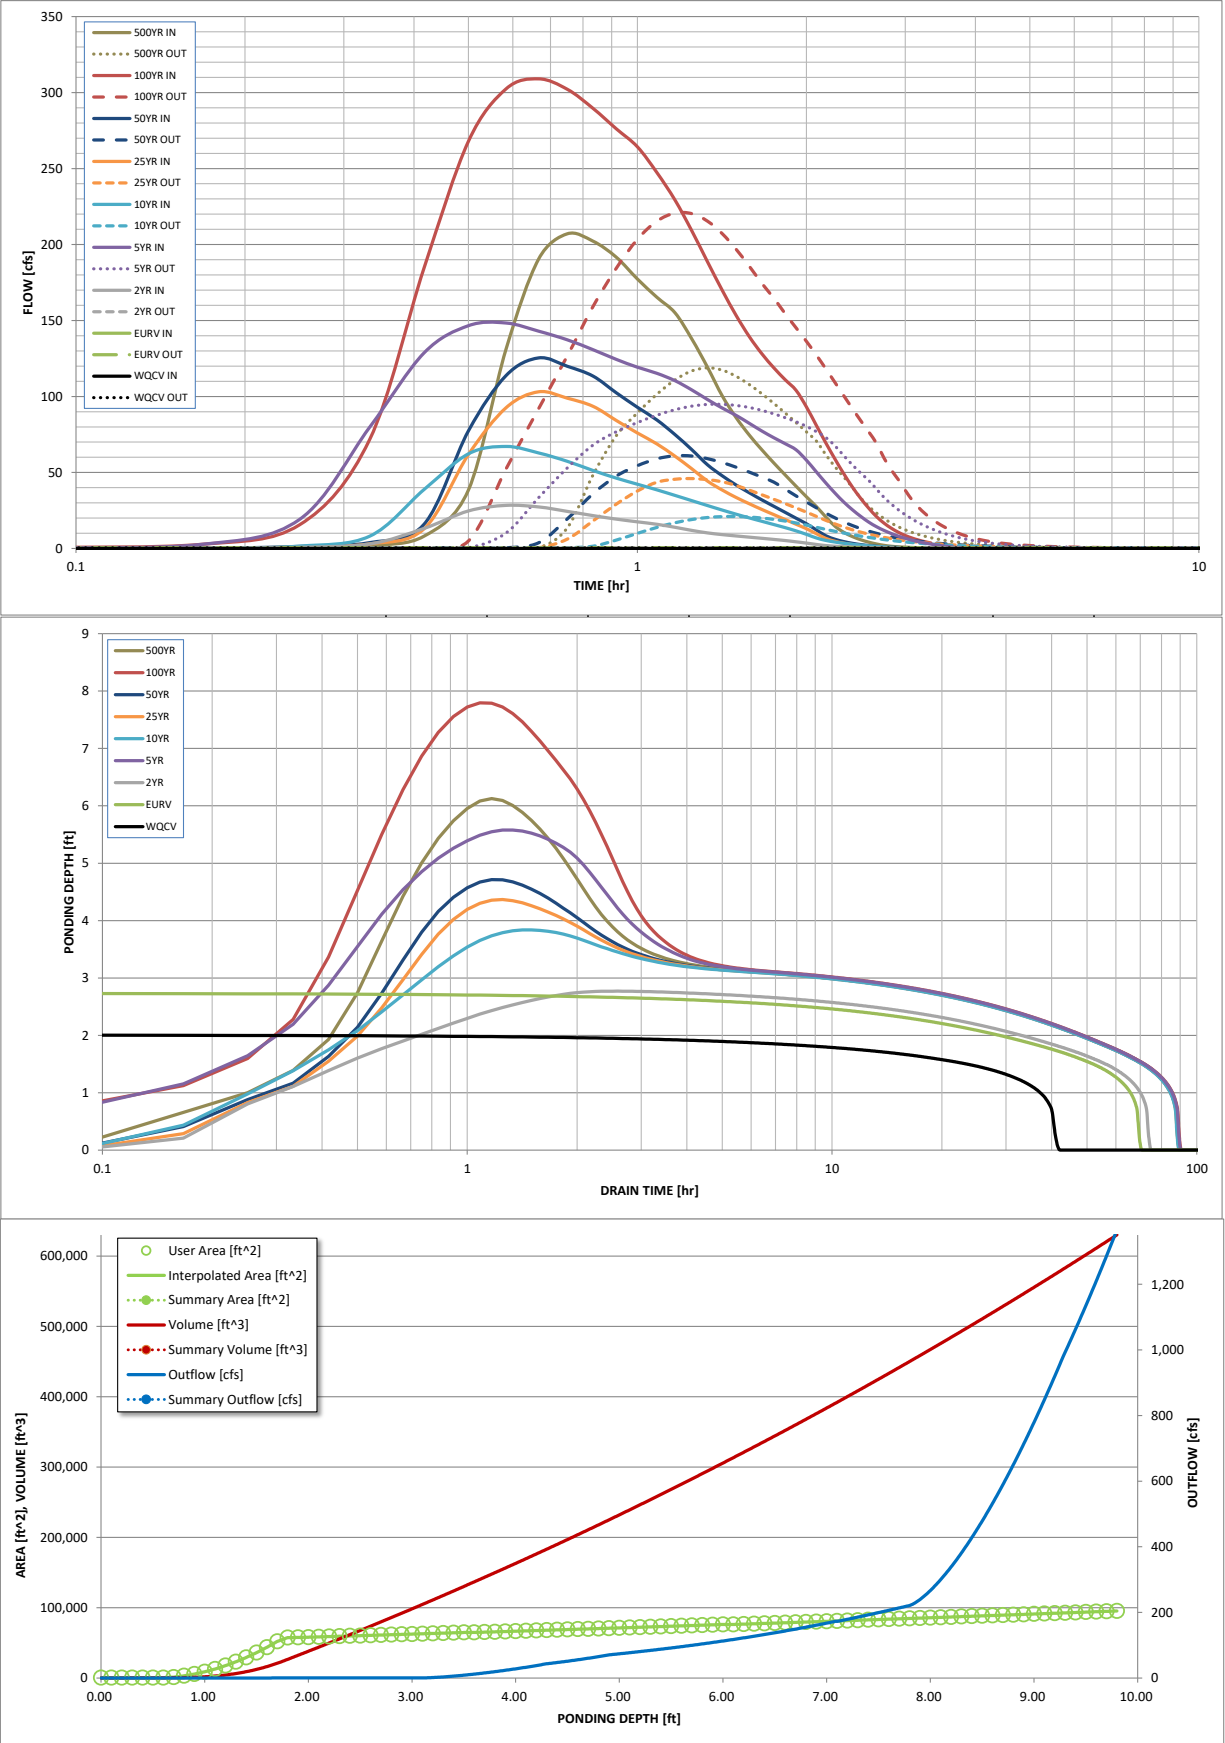 350
300
250
200
150
100
50
0
FLOW [cfs]
500YR IN
500YR OUT
100YR IN
100YR OUT
50YR IN
50YR OUT
25YR IN
25YR OUT
10YR IN
10YR OUT
5YR IN
5YR OUT
2YR IN
2YR OUT
EURV IN
EURV OUT
WQCV IN
WQCV OUT
0.1 1 10
TIME [hr]
9
8
7
6
5
4
3
2
1
0
PONDING DEPTH [ft]
500YR
100YR
50YR
25YR
10YR
5YR
2YR
EURV
WQCV
0.1 1 10 100
DRAIN TIME [hr]
600,000
500,000
400,000
300,000
200,000
100,000
0
AREA [ft^2], VOLUME [ft^3]
User Area [ft^2]
Interpolated Area [ft^2]
Summary Area [ft^2]
Volume [ft^3]
Summary Volume [ft^3]
Outflow [cfs]
Summary Outflow [cfs]
1,200
1,000
800
600
400
200
0
OUTFLOW [cfs]
0.00 1.00 2.00 3.00 4.00 5.00 6.00 7.00 8.00 9.00 10.00
PONDING DEPTH [ft]